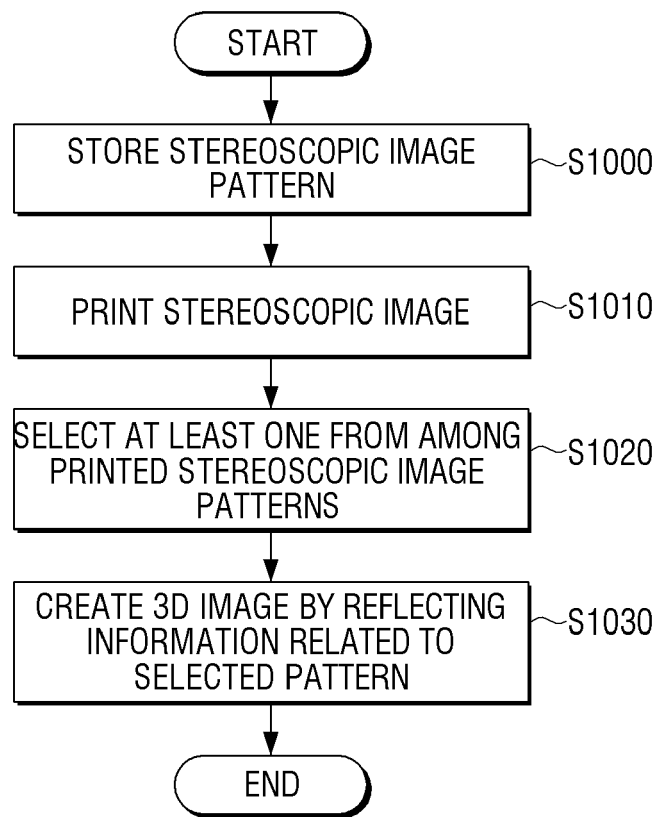 START
STORE STEREOSCOPIC IMAGE
PATTERN
S1000
PRINT STEREOSCOPIC IMAGE
S1010
SELECT AT LEAST ONE FROM AMONG
PRINTED STEREOSCOPIC IMAGE
PATTERNS
S1020
CREATE 3D IMAGE BY REFLECTING
INFORMATION RELATED TO
SELECTED PATTERN
S1030
END